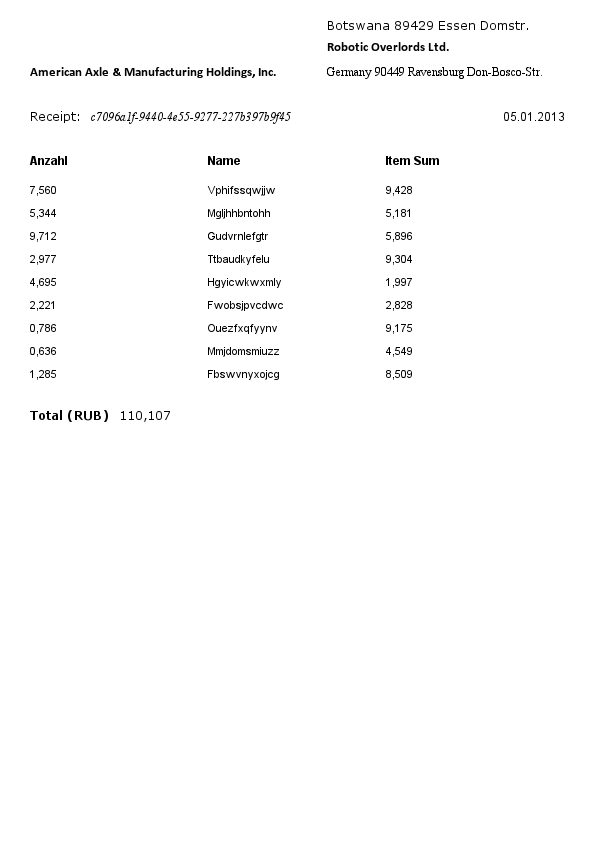 Botswana 89429 Essen Domstr.
Robotic Overlords Ltd.
American Axle & Manufacturing Holdings, Inc. Germany 90449 Ravensburg Don-Bosco-Str.
Receipt: c7096a1f-9440-4e55-9277-227b397b9f45 05.01.2013
Anzahl Name Item Sum
7,560 Vphifssqwjjw 9,428
5,344 Mgljhhbntohh 5,181
9,712 Gudvrnlefgtr 5,896
2,977 Ttbaudkyfelu 9,304
4,695 Hgyicwkwxmly 1,997
2,221 Fwobsjpvcdwc 2,828
0,786 Ouezfxqfyynv 9,175
0,636 Mmjdomsmiuzz 4,549
1,285 Fbswvnyxojcg 8,509
Total (RUB) 110,107